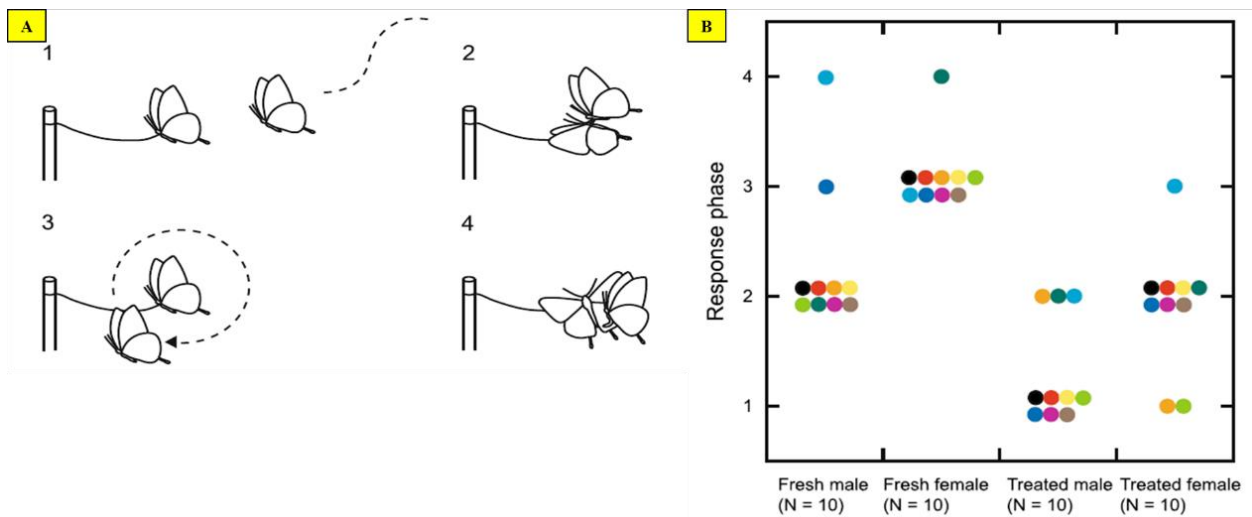 A
1
2
3
4
B
Response phase
4
3
2
1
Fresh male
(N = 10)
Fresh female
(N = 10)
Treated male
(N = 10)
Treated female
(N = 10)